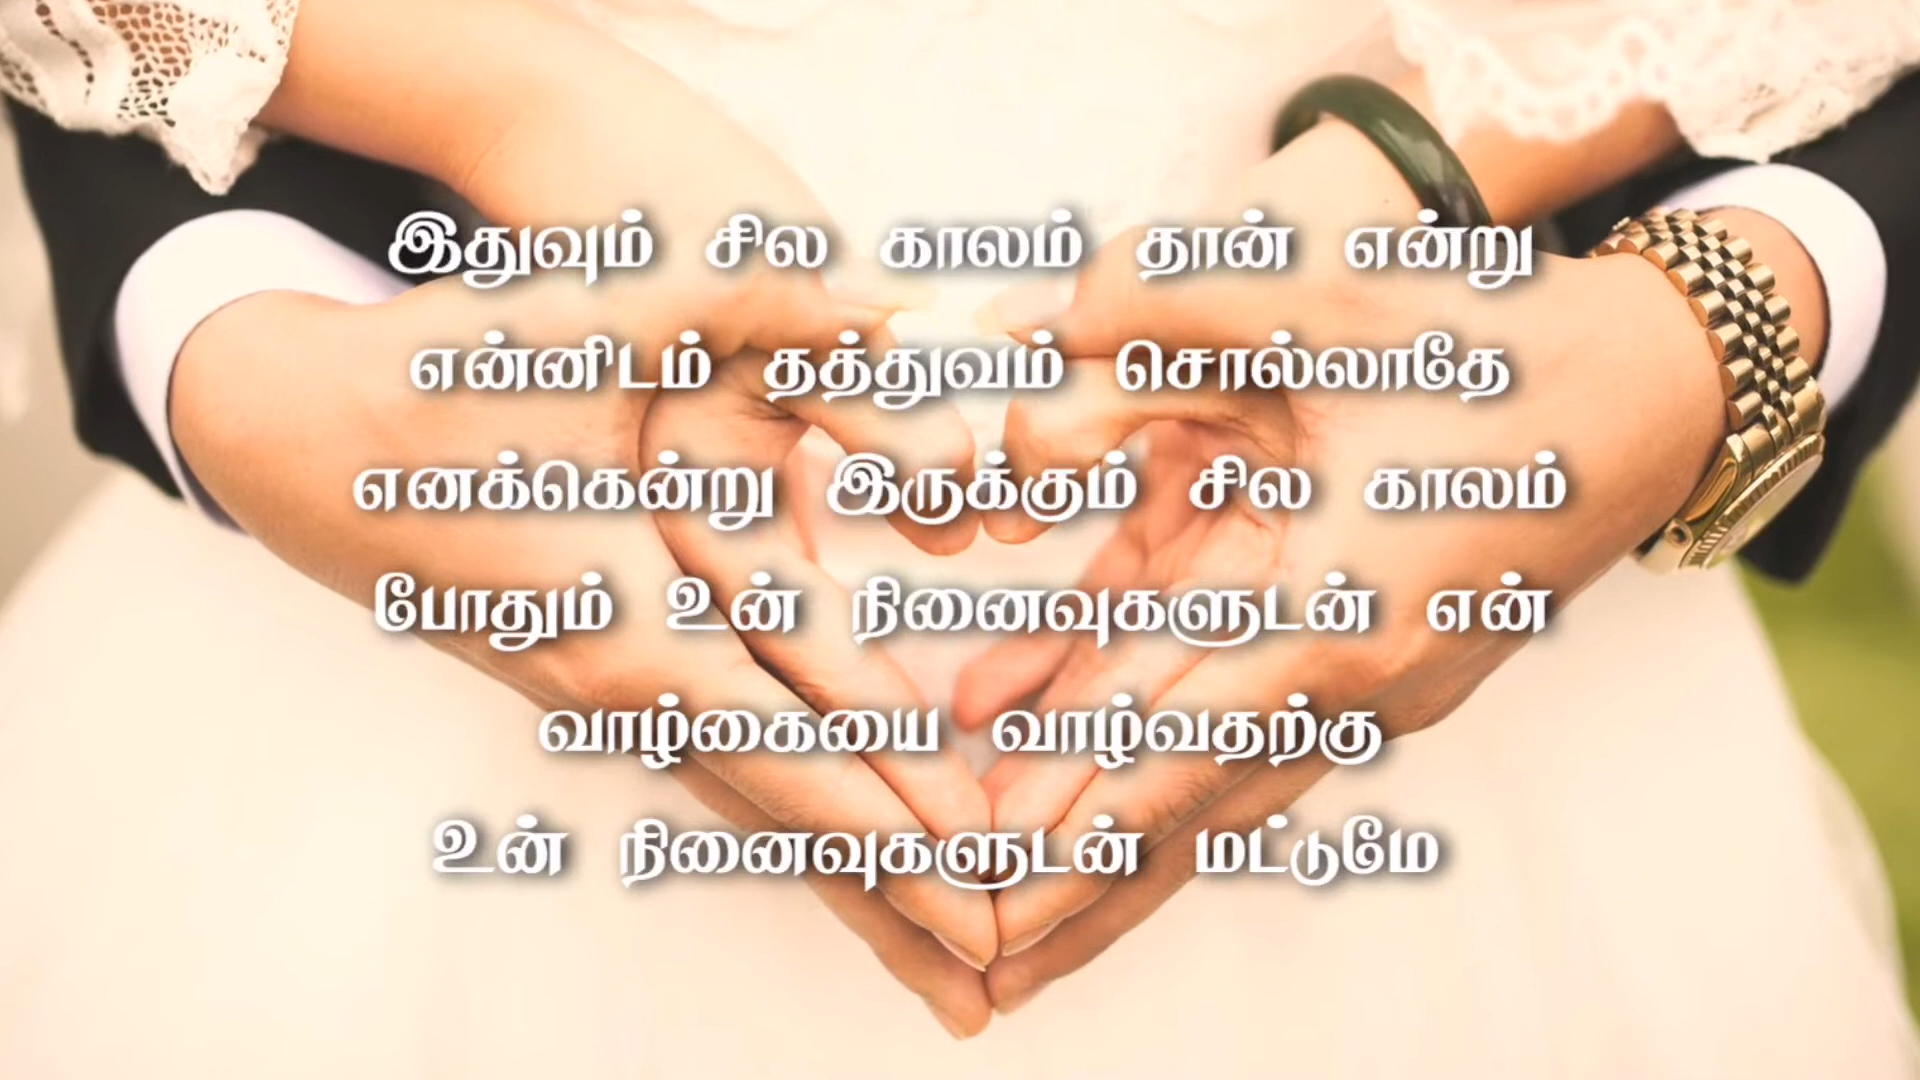 இதுவும் சில காலம் தான் என்று
என்னிடம் தத்துவம் சொல்லாதே
எனக்கென்று இருக்கும் சில காலம்
போதும் உன் நினைவுகளுடன் என்
வாழ்கையை வாழ்வதற்கு
உன் நினைவுகளுடன் மட்டுமே